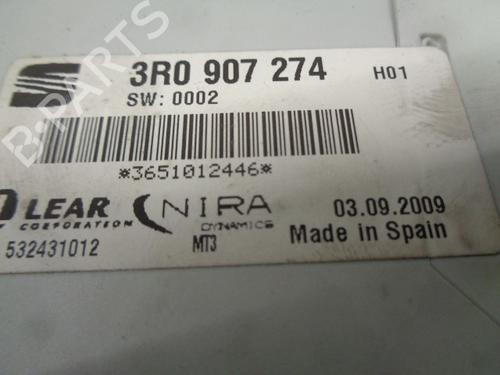 3R0 907 274 H01
SW: 0002
*3651012446*
LEAR NIRA 03.09.2009
CORPORATION DYNAMICS
532431012 MT3 Made in Spain
B-PARTS